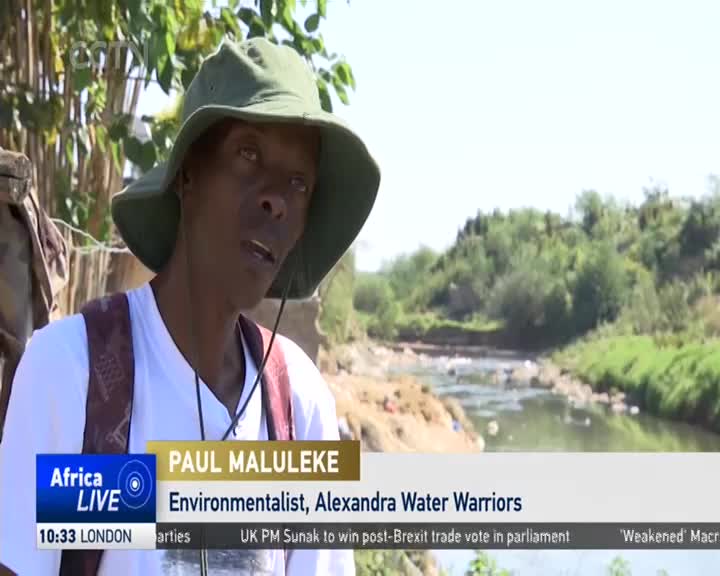 CGTN
PAUL MALULEKE
Africa
LIVE
Environmentalist, Alexandra Water Warriors
10:33 LONDON
arties UK PM Sunak to win post-Brexit trade vote in parliament 'Weakened' Macr